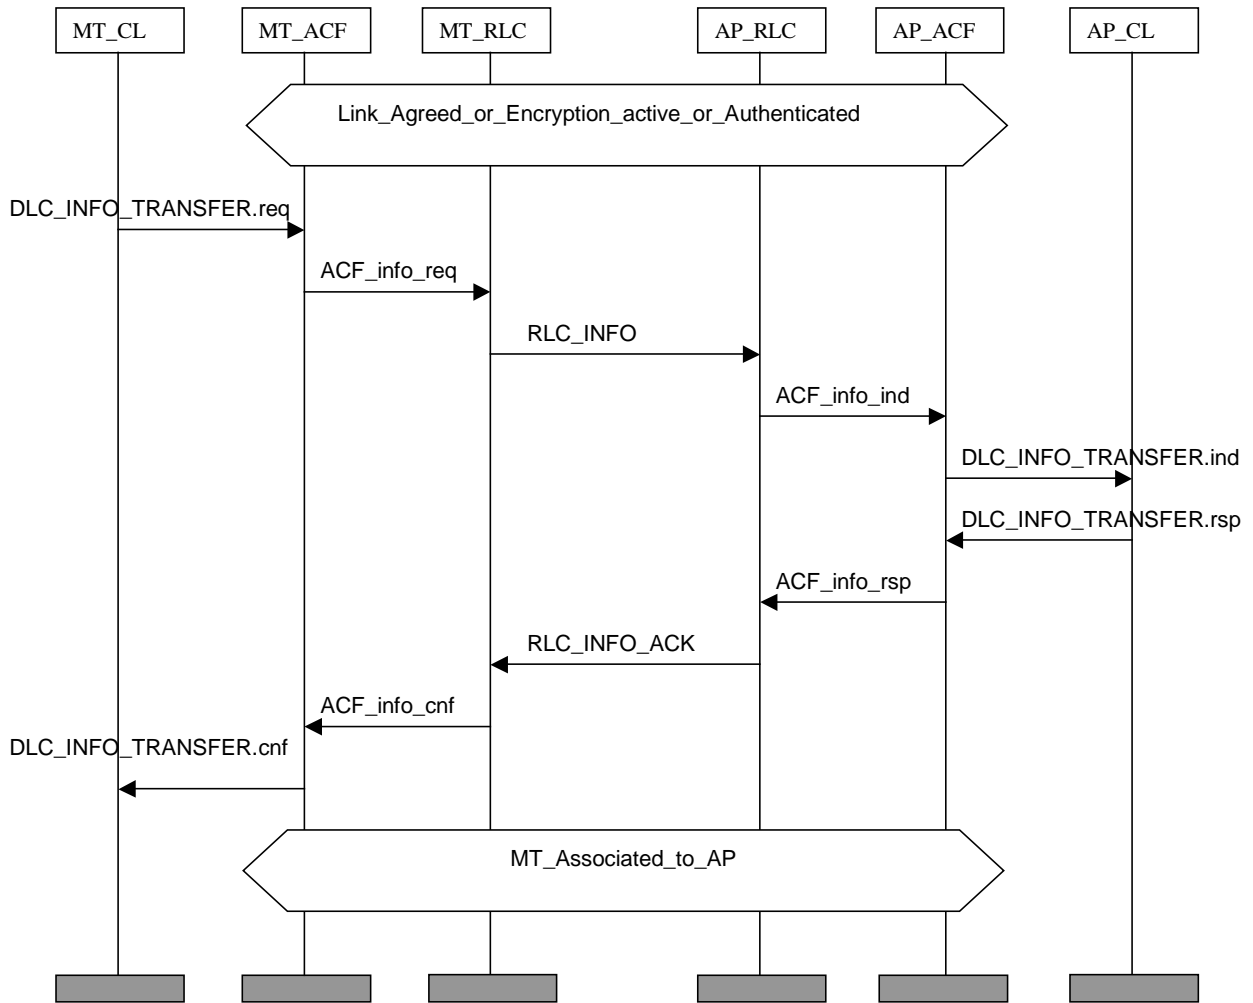 MT_CL
MT_ACF
MT_RLC
AP_RLC
AP_ACF
AP_CL
Link_Agreed_or_Encryption_active_or_Authenticated
DLC_INFO_TRANSFER.req
ACF_info_req
RLC_INFO
ACF_info_ind
DLC_INFO_TRANSFER.ind
DLC_INFO_TRANSFER.rsp
ACF_info_rsp
RLC_INFO_ACK
ACF_info_cnf
DLC_INFO_TRANSFER.cnf
MT_Associated_to_AP